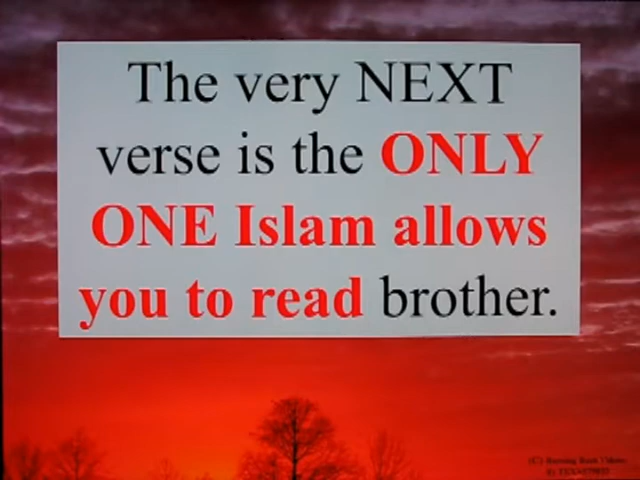 The very NEXT
verse is the ONLY
ONE Islam allows
you to read brother.